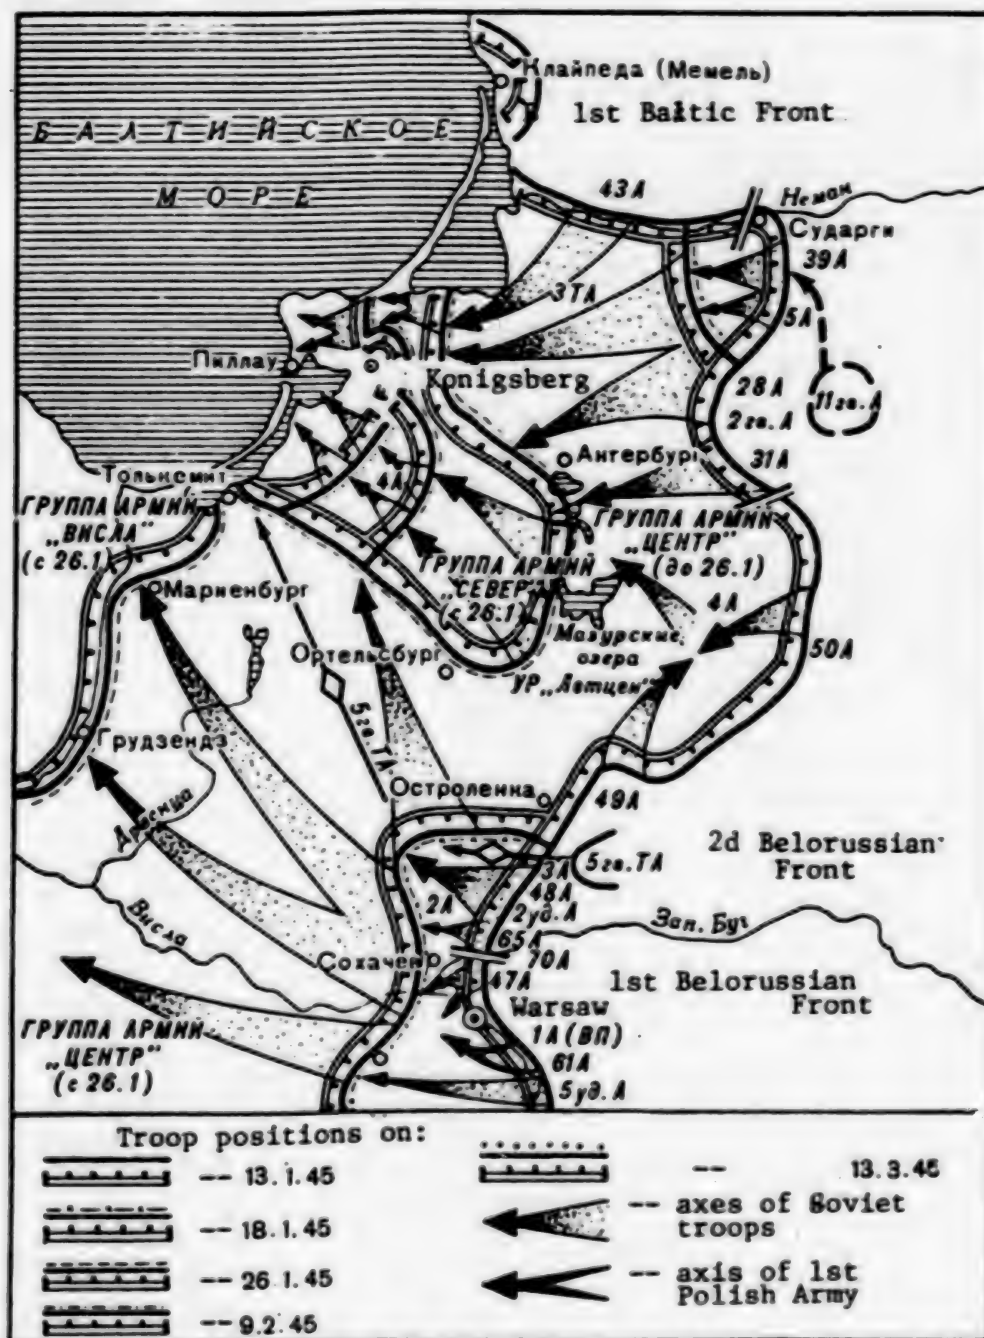 Клайпеда (Мемель)
1st Baltic Front
БАЛТИЙСКОЕ
МОРЕ
43А
Неман
Сударги
39А
3ТА
5А
Пиллау
Konigsberg
28А
11гв.А
2гв.А
Ангербург
31А
Толькемит
4А
ГРУППА АРМИЙ
„ВИСЛА"
(с 26.1)
ГРУППА АРМИЙ
„ЦЕНТР"
(до 26.1)
ГРУППА АРМИЙ
„СЕВЕР"
(с 26.1)
Мариенбург
4А
Мазурские
озера
50А
Ортельсбург
УР „Летцен"
5гв.ТА
Грудзендз
Остроленка
49А
Дрвенца
2d Belorussian
Front
3А
5гв.ТА
48А
2А
2уд.А
Висла
65А
Зап. Буг
70А
Сохачев
47А
1st Belorussian
Front
Warsaw
ГРУППА АРМИЙ
„ЦЕНТР"
(с 26.1)
1А (ВП)
61А
5уд.А
Troop positions on:
-- 13.1.45
-- 18.1.45
-- 26.1.45
-- 9.2.45
-- 13.3.45
-- axes of Soviet
troops
-- axis of 1st
Polish Army